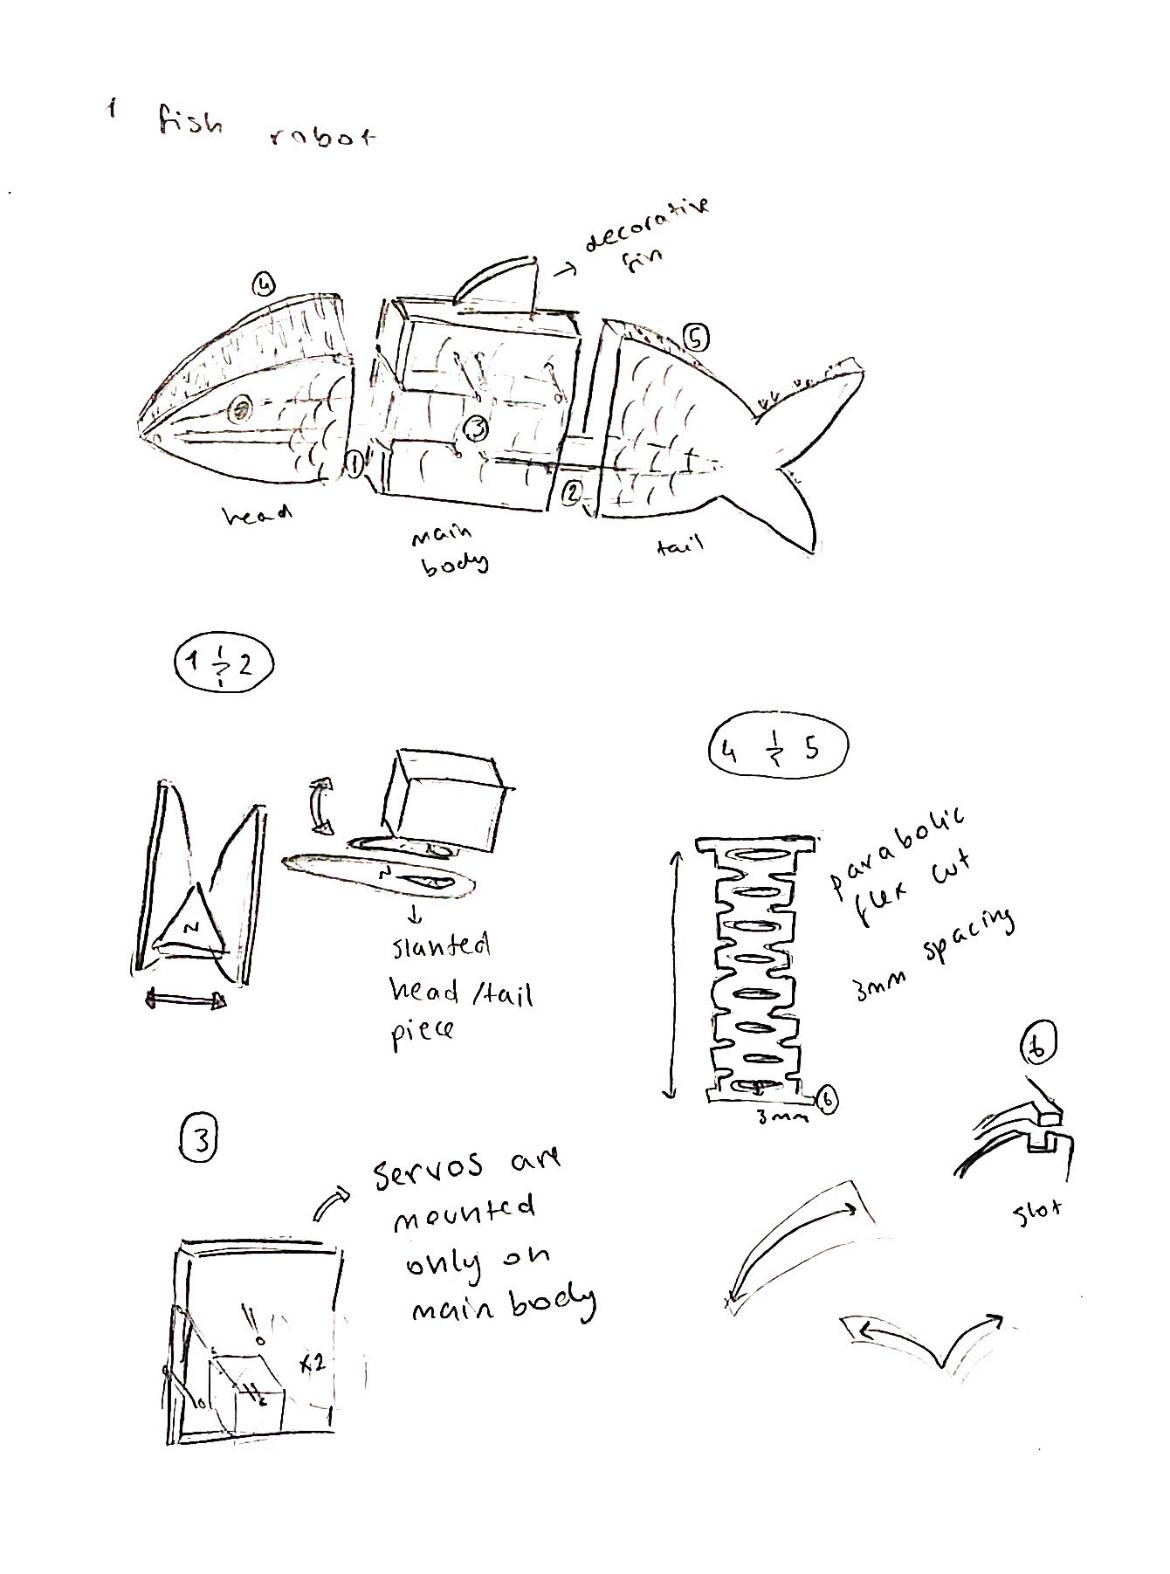 1 fish robot
decorative
fin
4
5
3
1
2
head
main
body
tail
1 & 2
4 & 5
parabolic
flex cut
3mm spacing
N
N
slanted
head/tail
piece
6
3mm
6
slot
3
servos are
mounted
only on
main body
x2